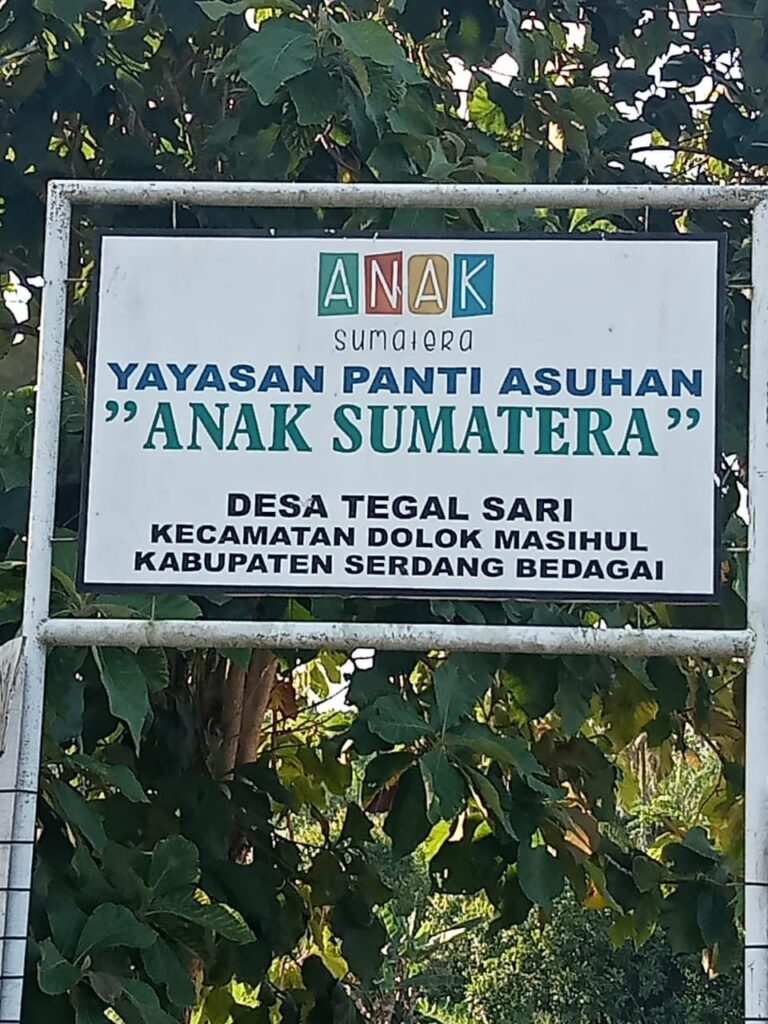 ANAK
sumatera
YAYASAN PANTI ASUHAN
”ANAK SUMATERA”
DESA TEGAL SARI
KECAMATAN DOLOK MASIHUL
KABUPATEN SERDANG BEDAGAI